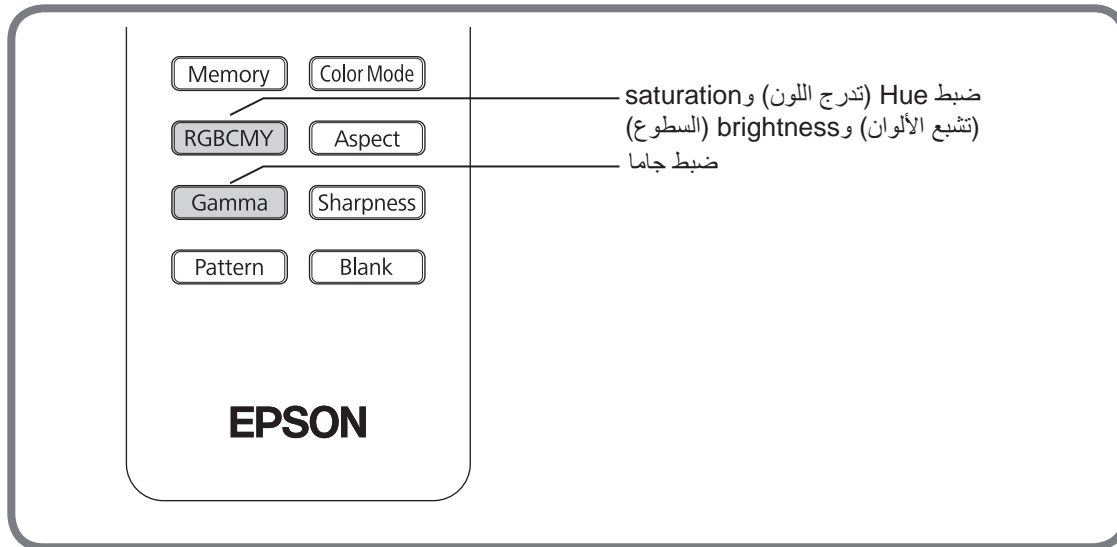 Memory Color Mode
ضبط Hue (تدرج اللون) وsaturation
(تشبع الألوان) وbrightness (السطوع)
RGBCMY Aspect
ضبط جاما
Gamma Sharpness
Pattern Blank
EPSON